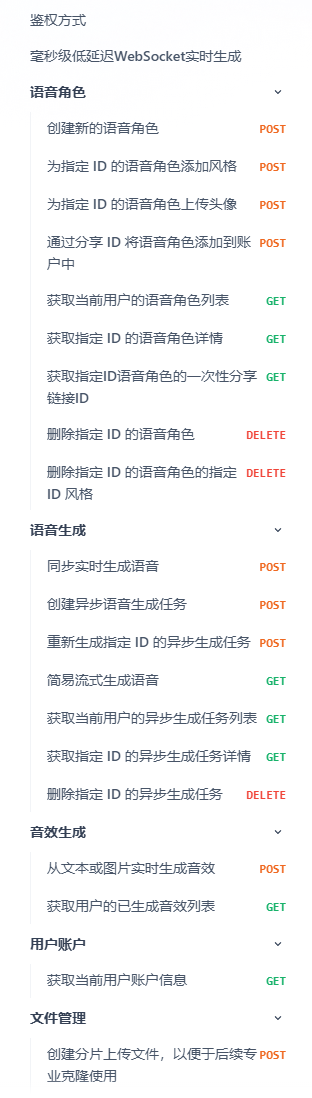 鉴权方式
毫秒级低延迟WebSocket实时生成
语音角色
创建新的语音角色 POST
为指定 ID 的语音角色添加风格 POST
为指定 ID 的语音角色上传头像 POST
通过分享 ID 将语音角色添加到账 POST
户中
获取当前用户的语音角色列表 GET
获取指定 ID 的语音角色详情 GET
获取指定ID语音角色的一次性分享 GET
链接ID
删除指定 ID 的语音角色 DELETE
删除指定 ID 的语音角色的指定 DELETE
ID 风格
语音生成
同步实时生成语音 POST
创建异步语音生成任务 POST
重新生成指定 ID 的异步生成任务 POST
简易流式生成语音 GET
获取当前用户的异步生成任务列表 GET
获取指定 ID 的异步生成任务详情 GET
删除指定 ID 的异步生成任务 DELETE
音效生成
从文本或图片实时生成音效 POST
获取用户的已生成音效列表 GET
用户账户
获取当前用户账户信息 GET
文件管理
创建分片上传文件，以便于后续专 POST
业克隆使用